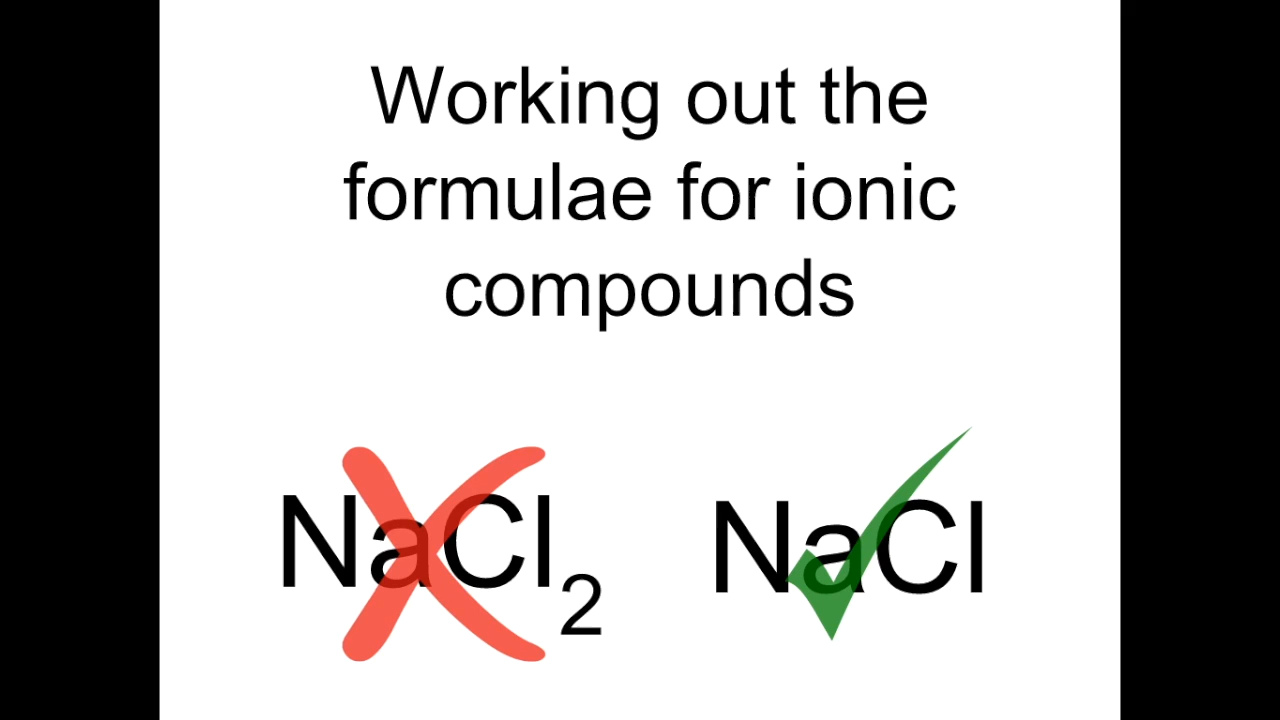 Working out the
formulae for ionic
compounds
NaCl₂ NaCl